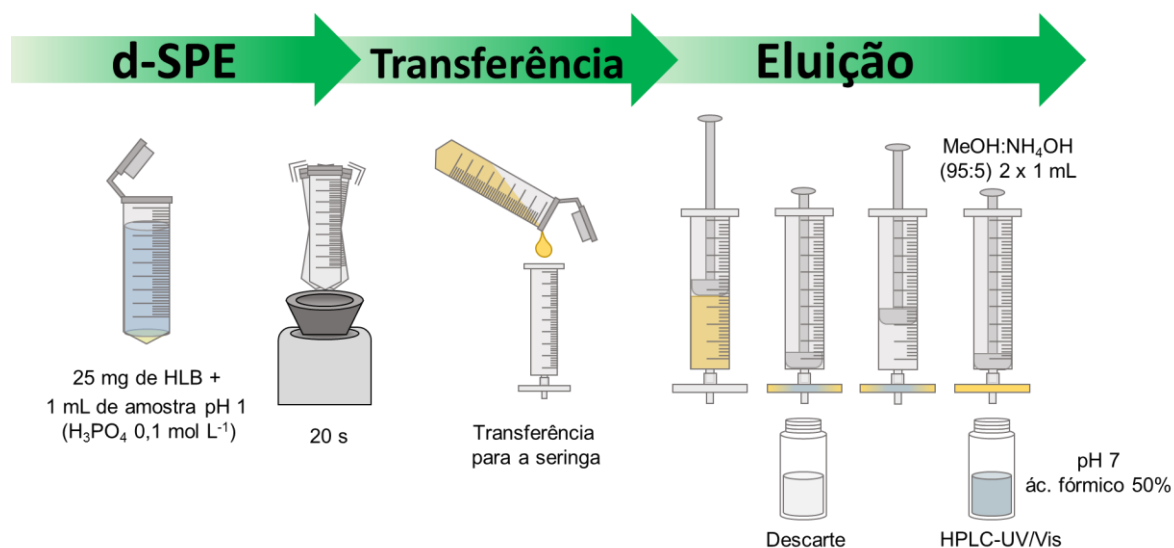 d-SPE
Transferência
Eluição
25 mg de HLB +
1 mL de amostra pH 1
(H₃PO₄ 0,1 mol L⁻¹)
20 s
Transferência
para a seringa
MeOH:NH₄OH
(95:5) 2 x 1 mL
Descarte
HPLC-UV/Vis
pH 7
ác. fórmico 50%